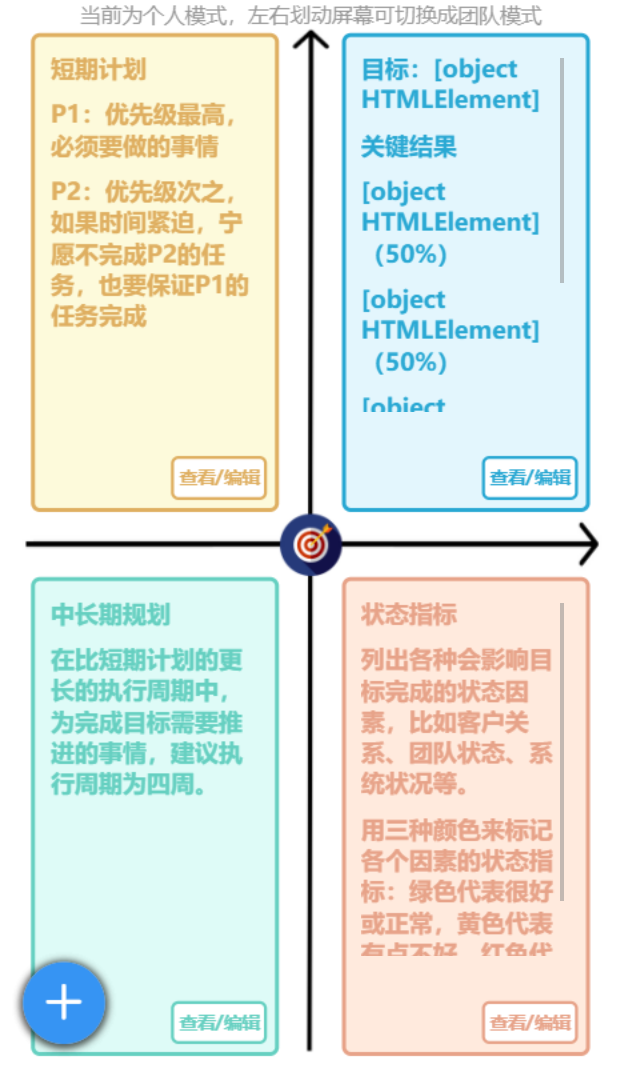 当前为个人模式，左右划动屏幕可切换成团队模式
短期计划
P1：优先级最高，
必须要做的事情
P2：优先级次之，
如果时间紧迫，宁
愿不完成P2的任
务，也要保证P1的
任务完成
查看/编辑
目标：[object
HTMLElement]
关键结果
[object
HTMLElement]
（50%）
[object
HTMLElement]
（50%）
[object
查看/编辑
中长期规划
在比短期计划的更
长的执行周期中，
为完成目标需要推
进的事情，建议执
行周期为四周。
查看/编辑
状态指标
列出各种会影响目
标完成的状态因
素，比如客户关
系、团队状态、系
统状况等。
用三种颜色来标记
各个因素的状态指
标：绿色代表很好
或正常，黄色代表
有点不好，红色代
查看/编辑